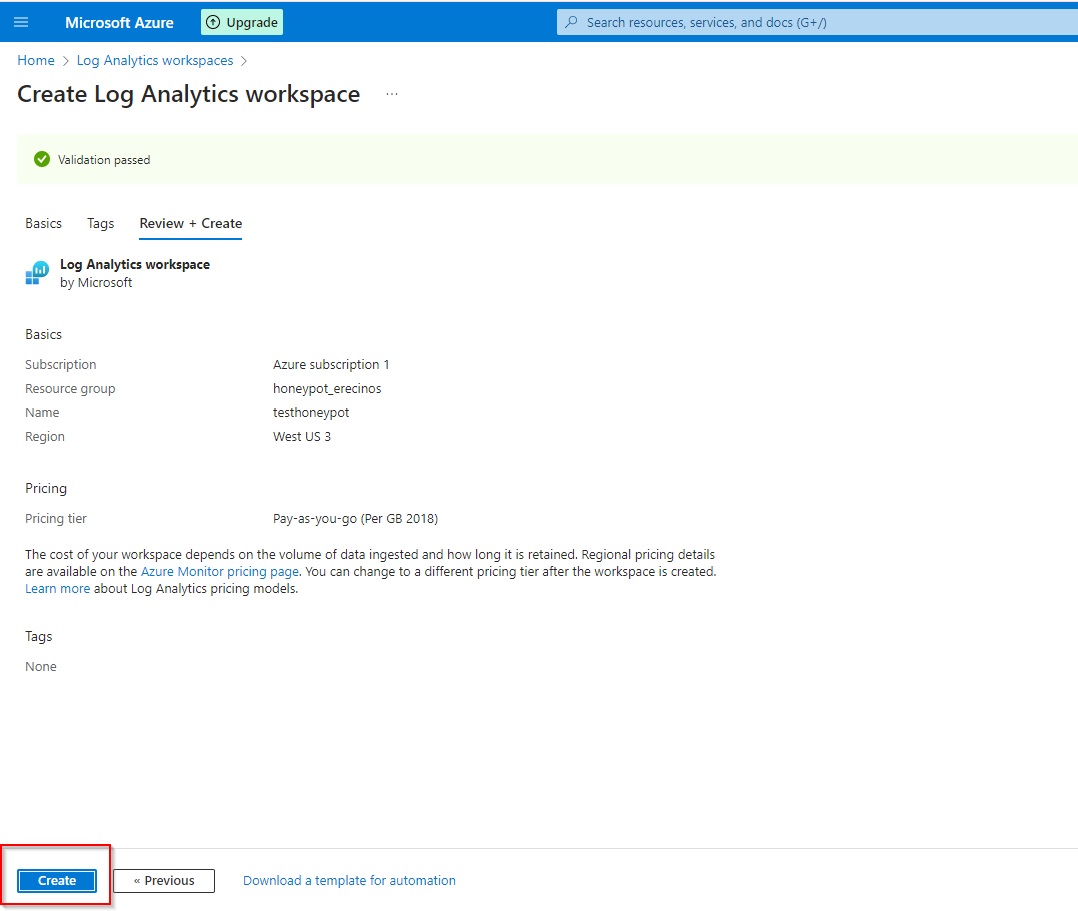 Microsoft Azure
Upgrade
Search resources, services, and docs (G+/)
Home > Log Analytics workspaces >
Create Log Analytics workspace ...
Validation passed
Basics Tags Review + Create
Log Analytics workspace
by Microsoft
Basics
Subscription Azure subscription 1
Resource group honeypot_erecinos
Name testhoneypot
Region West US 3
Pricing
Pricing tier Pay-as-you-go (Per GB 2018)
The cost of your workspace depends on the volume of data ingested and how long it is retained. Regional pricing details
are available on the Azure Monitor pricing page. You can change to a different pricing tier after the workspace is created.
Learn more about Log Analytics pricing models.
Tags
None
Create « Previous Download a template for automation